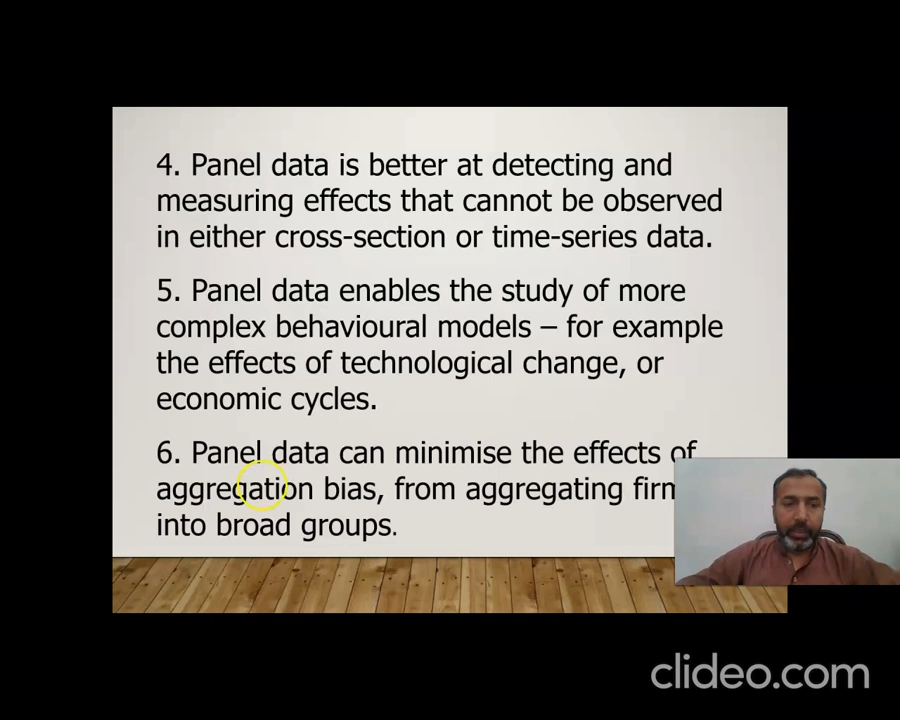 4. Panel data is better at detecting and
measuring effects that cannot be observed
in either cross-section or time-series data.
5. Panel data enables the study of more
complex behavioural models – for example
the effects of technological change, or
economic cycles.
6. Panel data can minimise the effects of
aggregation bias, from aggregating
into broad groups.
clideo.com